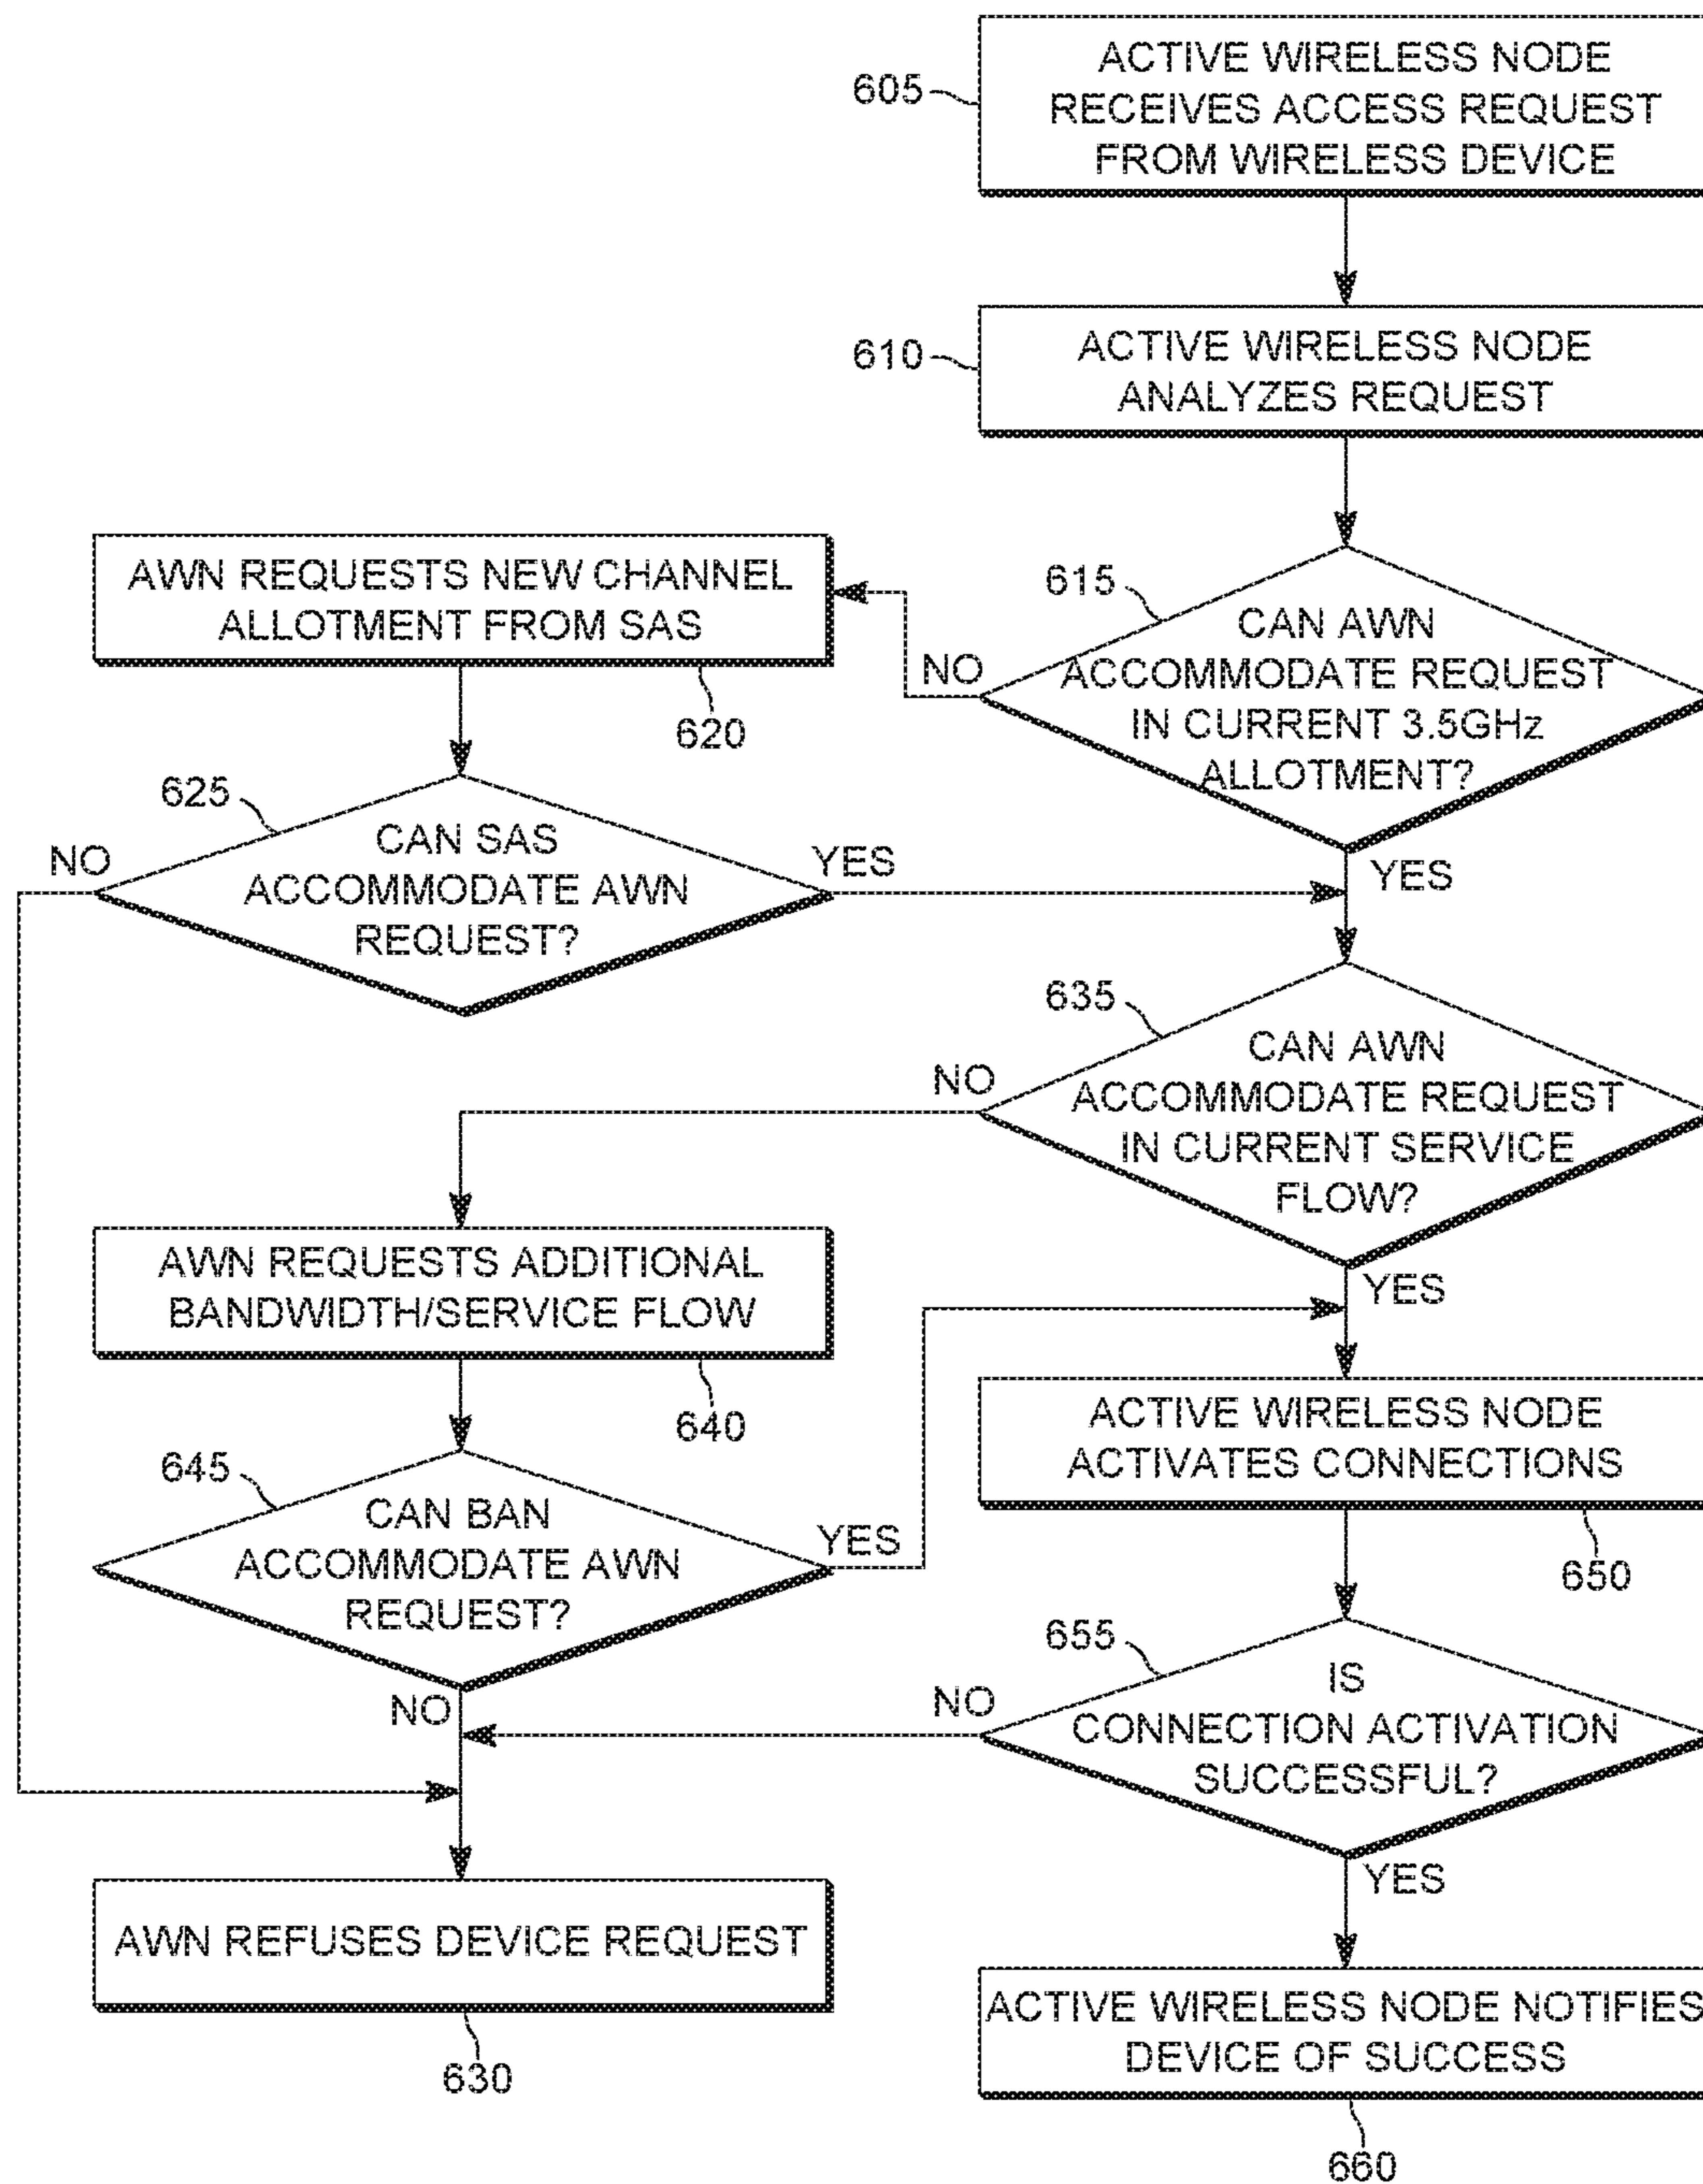 605
ACTIVE WIRELESS NODE
RECEIVES ACCESS REQUEST
FROM WIRELESS DEVICE
610
ACTIVE WIRELESS NODE
ANALYZES REQUEST
615
CAN AWN
ACCOMMODATE REQUEST
IN CURRENT 3.5GHz
ALLOTMENT?
NO
YES
AWN REQUESTS NEW CHANNEL
ALLOTMENT FROM SAS
620
625
CAN SAS
ACCOMMODATE AWN
REQUEST?
NO
YES
635
CAN AWN
ACCOMMODATE REQUEST
IN CURRENT SERVICE
FLOW?
NO
YES
AWN REQUESTS ADDITIONAL
BANDWIDTH/SERVICE FLOW
640
645
CAN BAN
ACCOMMODATE AWN
REQUEST?
YES
NO
ACTIVE WIRELESS NODE
ACTIVATES CONNECTIONS
650
655
IS
CONNECTION ACTIVATION
SUCCESSFUL?
NO
YES
AWN REFUSES DEVICE REQUEST
630
ACTIVE WIRELESS NODE NOTIFIES
DEVICE OF SUCCESS
660